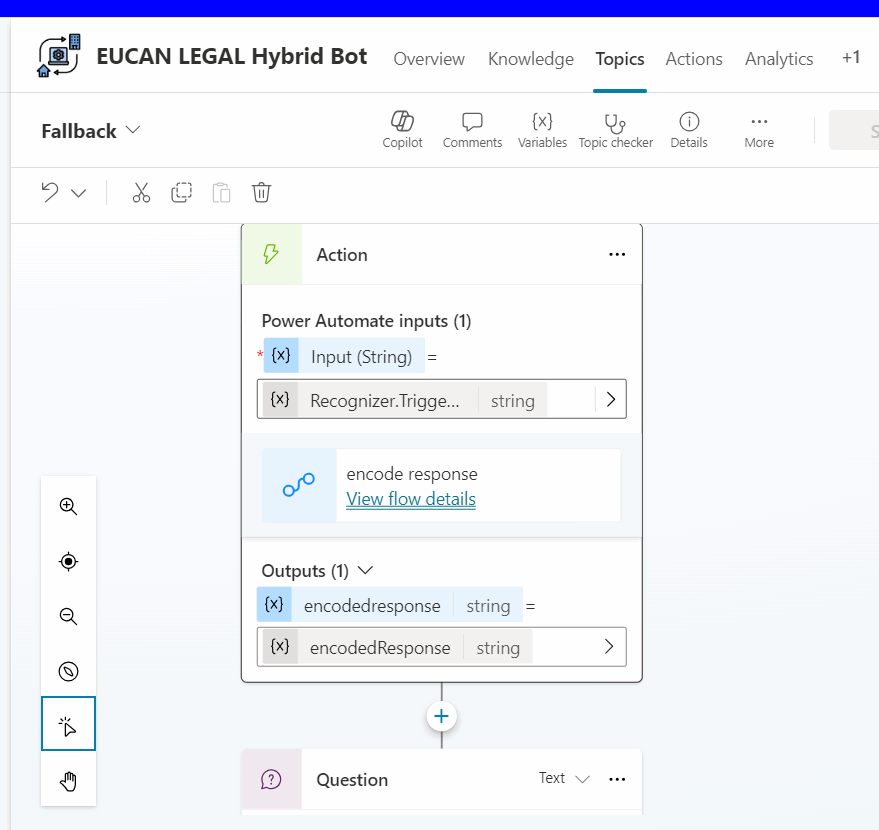 EUCAN LEGAL Hybrid Bot
Overview Knowledge Topics Actions Analytics +1
Fallback
Copilot Comments Variables Topic checker Details More
Action
Power Automate inputs (1)
* {x} Input (String) =
{x} Recognizer.Trigge... string
encode response
View flow details
Outputs (1)
{x} encodedresponse string =
{x} encodedResponse string
Question Text